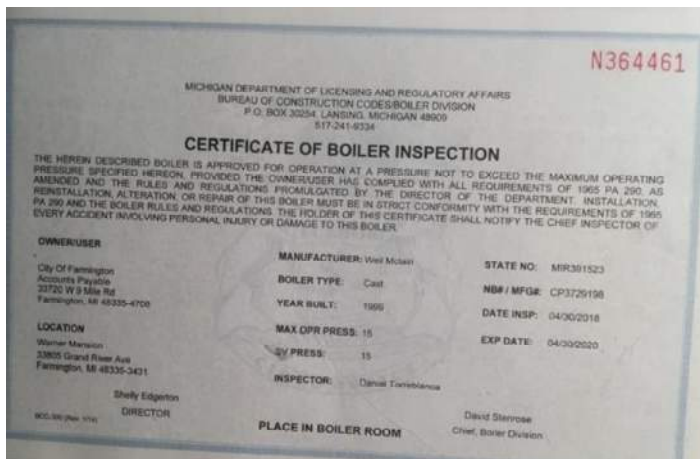 N364461
MICHIGAN DEPARTMENT OF LICENSING AND REGULATORY AFFAIRS
BUREAU OF CONSTRUCTION CODES/BOILER DIVISION
P.O. BOX 30254, LANSING, MICHIGAN 48909
517-241-9334
CERTIFICATE OF BOILER INSPECTION
THE HEREIN DESCRIBED BOILER IS APPROVED FOR OPERATION AT A PRESSURE NOT TO EXCEED THE MAXIMUM OPERATING
PRESSURE SPECIFIED HEREON, PROVIDED THE OWNER/USER HAS COMPLIED WITH ALL REQUIREMENTS OF 1965 PA 290, AS
AMENDED AND THE RULES AND REGULATIONS PROMULGATED BY THE DIRECTOR OF THE DEPARTMENT. INSTALLATION,
REINSTALLATION, ALTERATION, OR REPAIR OF THIS BOILER MUST BE IN STRICT CONFORMITY WITH THE REQUIREMENTS OF 1965
PA 290 AND THE BOILER RULES AND REGULATIONS. THE HOLDER OF THIS CERTIFICATE SHALL NOTIFY THE CHIEF INSPECTOR OF
EVERY ACCIDENT INVOLVING PERSONAL INJURY OR DAMAGE TO THIS BOILER.
OWNER/USER
City Of Farmington
Accounts Payable
33720 W 9 Mile Rd
Farmington, MI 48335-4700
LOCATION
Warner Mansion
33805 Grand River Ave
Farmington, MI 48335-3431
Shelly Edgerton
DIRECTOR
MANUFACTURER: Weil Mclain
BOILER TYPE: Cast
YEAR BUILT:
MAX OPR PRESS: 15
SV PRESS: 15
INSPECTOR: Daniel Torreblanca
PLACE IN BOILER ROOM
STATE NO: MIR391523
NB# / MFG#: CP3729198
DATE INSP: 04/30/2018
EXP DATE: 04/30/2020
David Stenrose
Chief, Boiler Division